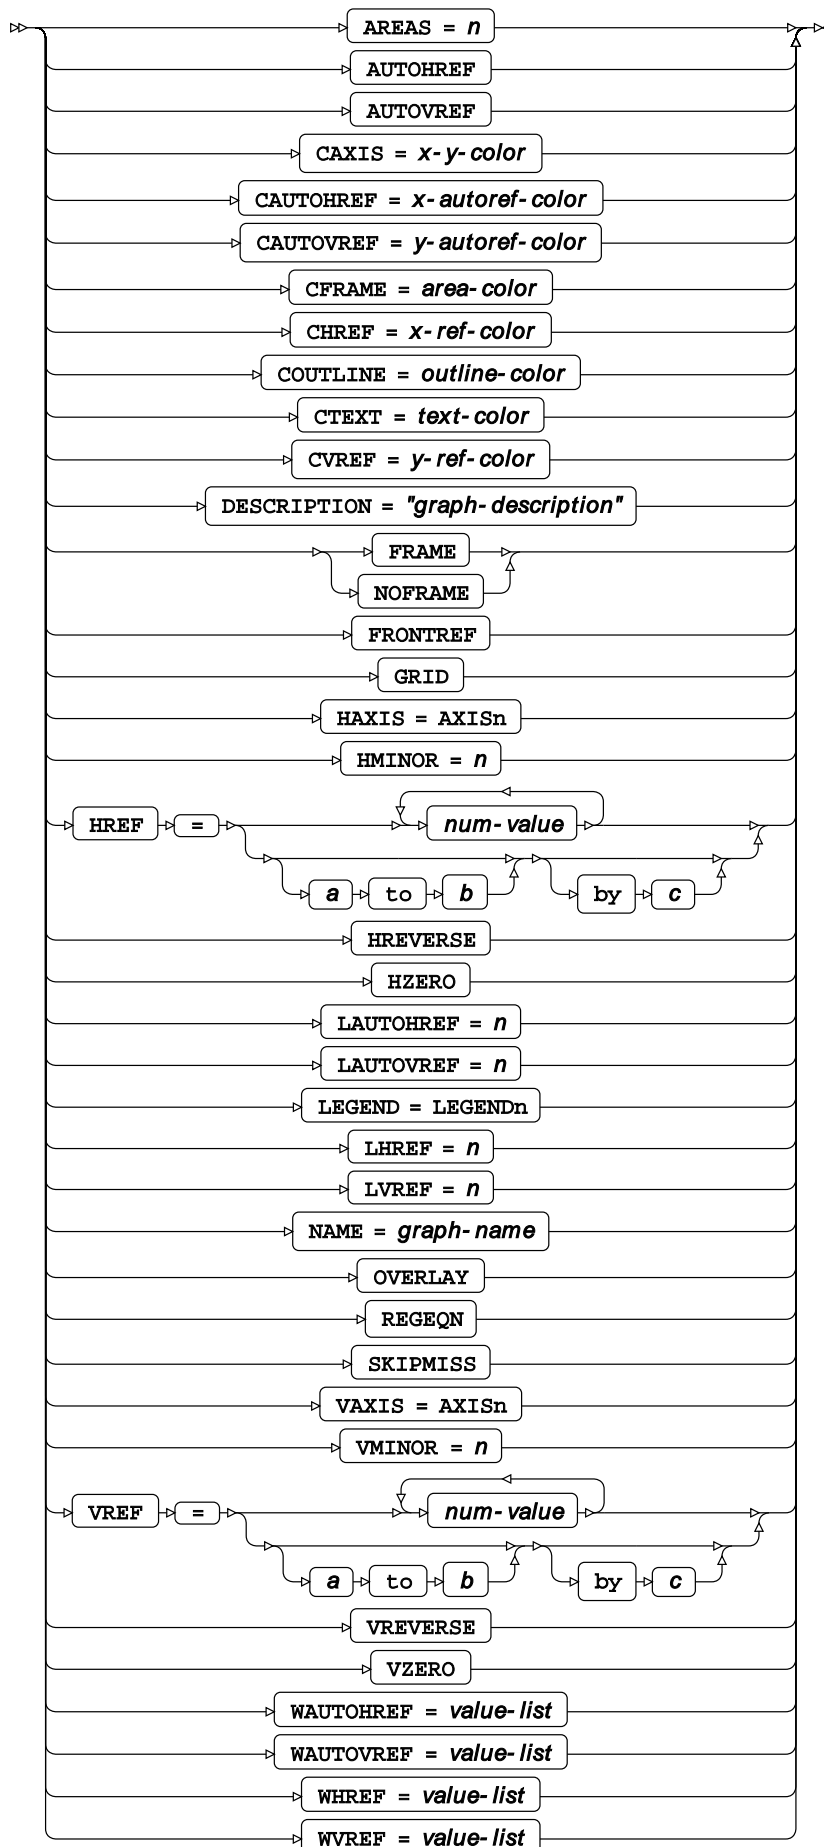 AREAS = n
AUTOHREF
AUTOVREF
CAXIS = x-y-color
CAUTOHREF = x-autoref-color
CAUTOVREF = y-autoref-color
CFRAME = area-color
CHREF = x-ref-color
COUTLINE = outline-color
CTEXT = text-color
CVREF = y-ref-color
DESCRIPTION = "graph-description"
FRAME
NOFRAME
FRONTREF
GRID
HAXIS = AXISn
HMINOR = n
HREF = num-value
a to b by c
HREVERSE
HZERO
LAUTOHREF = n
LAUTOVREF = n
LEGEND = LEGENDn
LHREF = n
LVREF = n
NAME = graph-name
OVERLAY
REGEQN
SKIPMISS
VAXIS = AXISn
VMINOR = n
VREF = num-value
a to b by c
VREVERSE
VZERO
WAUTOHREF = value-list
WAUTOVREF = value-list
WHREF = value-list
WVREF = value-list